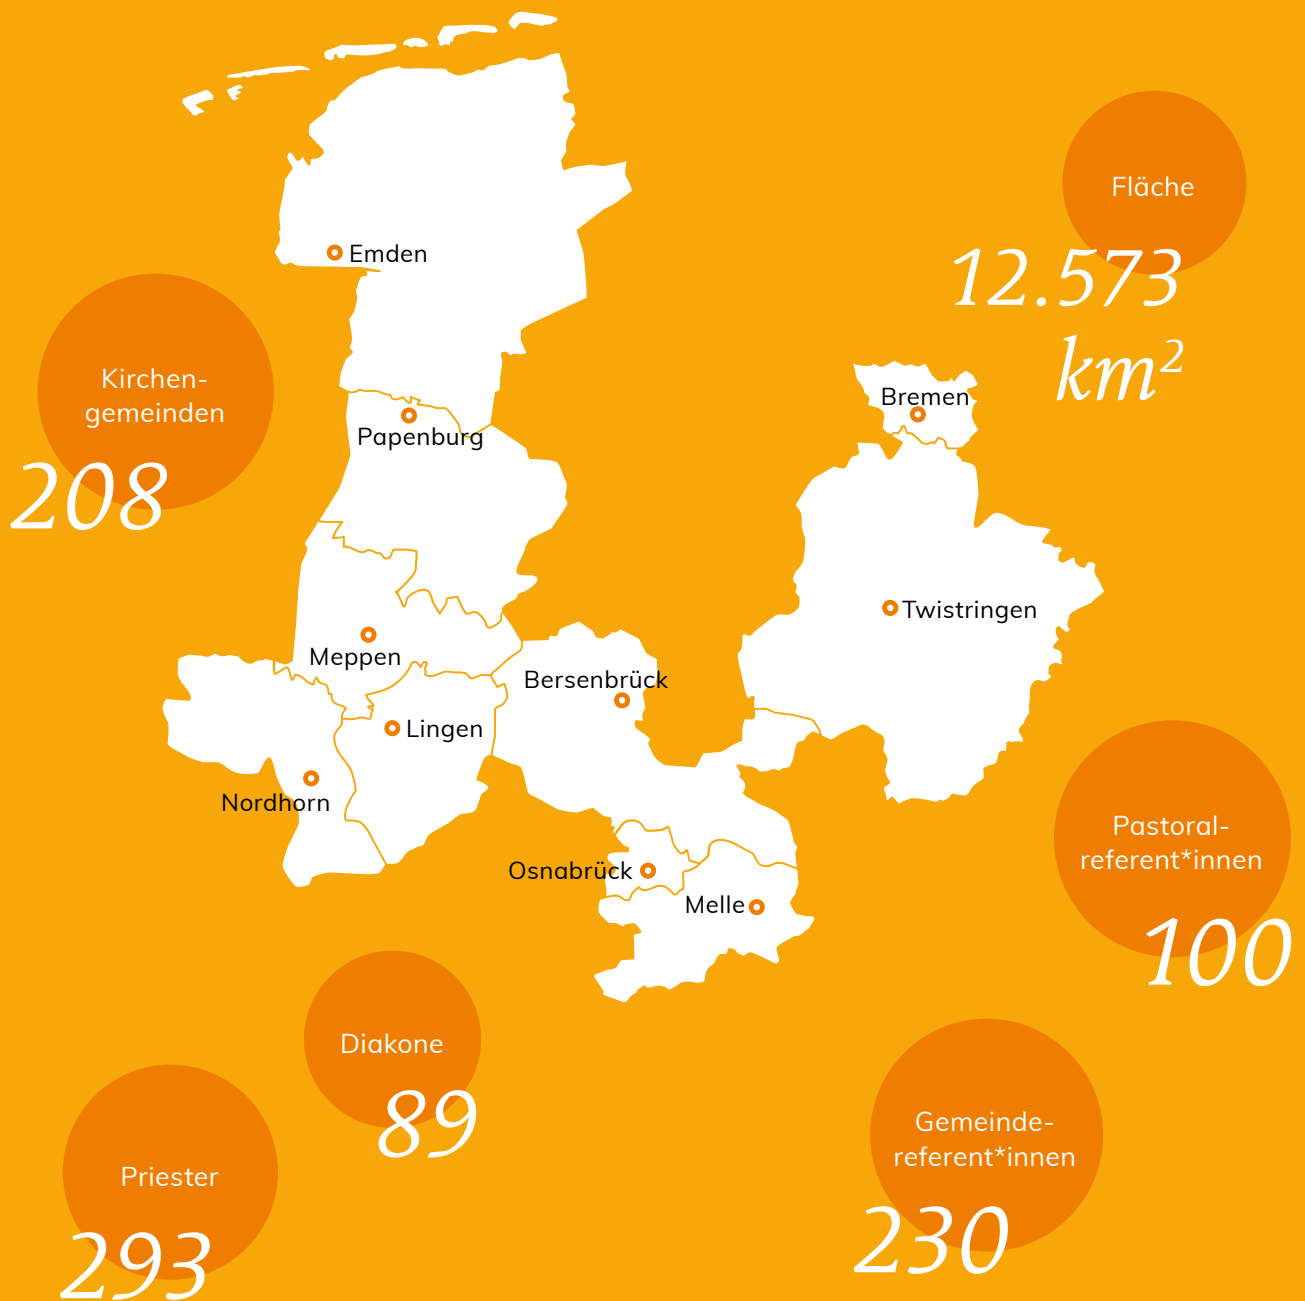 Fläche
12.573
km²
Emden
Kirchen-
gemeinden
208
Bremen
Papenburg
Twistringen
Meppen
Bersenbrück
Lingen
Nordhorn
Osnabrück
Melle
Pastoral-
referent*innen
100
Diakone
89
Gemeinde-
referent*innen
230
Priester
293